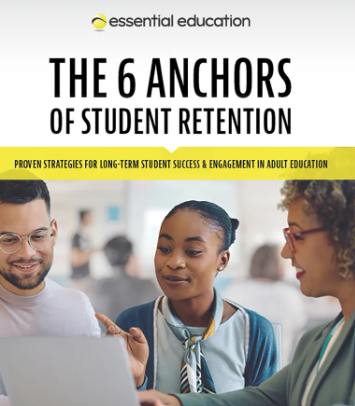 essential education
THE 6 ANCHORS
OF STUDENT RETENTION
PROVEN STRATEGIES FOR LONG-TERM STUDENT SUCCESS & ENGAGEMENT IN ADULT EDUCATION